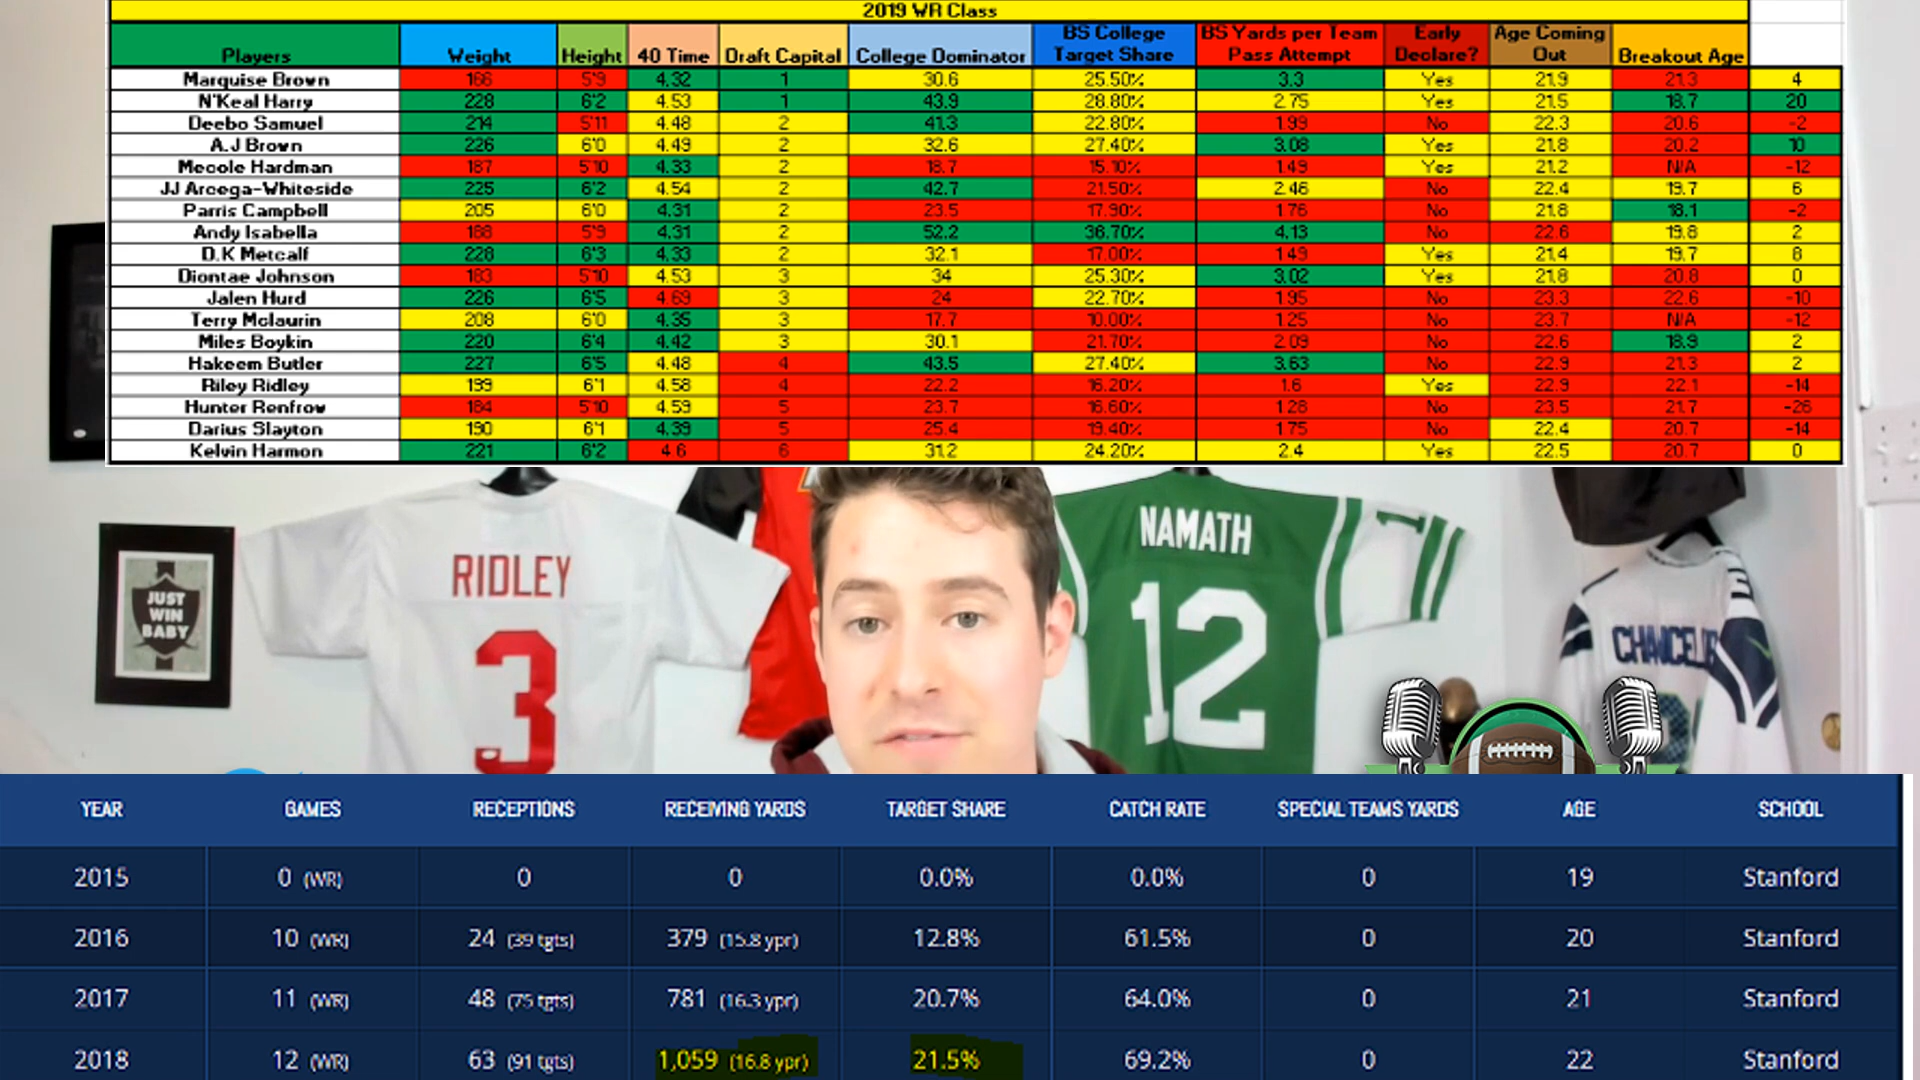 2019 WR Class
Players Weight Height 40 Time Draft Capital College Dominator BS College Target Share BS Yards per Team Pass Attempt Early Declare? Age Coming Out Breakout Age
Marquise Brown 166 5'9 4.32 1 30.6 25.50% 3.3 Yes 21.9 21.3 4
N'Keal Harry 228 6'2 4.53 1 43.9 28.80% 2.75 Yes 21.5 18.7 20
Deebo Samuel 214 5'11 4.48 2 41.3 22.80% 1.99 No 22.3 20.6 -2
A.J Brown 226 6'0 4.49 2 32.6 27.40% 3.08 Yes 21.8 20.2 10
Mecole Hardman 187 5'10 4.33 2 18.7 15.10% 1.49 Yes 21.2 N/A -12
JJ Arcega-Whiteside 225 6'2 4.54 2 42.7 21.50% 2.46 No 22.4 19.7 6
Parris Campbell 205 6'0 4.31 2 23.5 17.90% 1.76 No 21.8 18.1 -2
Andy Isabella 188 5'9 4.31 2 52.2 36.70% 4.13 No 22.6 19.8 2
D.K Metcalf 228 6'3 4.33 2 32.1 17.00% 1.49 Yes 21.4 19.7 8
Diontae Johnson 183 5'10 4.53 3 34 25.30% 3.02 Yes 21.8 20.8 0
Jalen Hurd 226 6'5 4.69 3 24 22.70% 1.95 No 23.3 22.6 -10
Terry Mclaurin 208 6'0 4.35 3 17.7 10.00% 1.25 No 23.7 N/A -12
Miles Boykin 220 6'4 4.42 3 30.1 21.70% 2.09 No 22.6 18.9 2
Hakeem Butler 227 6'5 4.48 4 43.5 27.40% 3.63 No 22.9 21.3 2
Riley Ridley 199 6'1 4.58 4 22.2 16.20% 1.6 Yes 22.9 22.1 -14
Hunter Renfrow 184 5'10 4.59 5 23.7 16.60% 1.28 No 23.5 21.7 -26
Darius Slayton 190 6'1 4.39 5 25.4 19.40% 1.75 No 22.4 20.7 -14
Kelvin Harmon 221 6'2 4.6 6 31.2 24.20% 2.4 Yes 22.5 20.7 0
JUST
WIN
BABY
RIDLEY
3
NAMATH
12
1
YEAR GAMES RECEPTIONS RECEIVING YARDS TARGET SHARE CATCH RATE SPECIAL TEAMS YARDS AGE SCHOOL
2015 0 (WR) 0 0 0.0% 0.0% 0 19 Stanford
2016 10 (WR) 24 (39 tgts) 379 (15.8 ypr) 12.8% 61.5% 0 20 Stanford
2017 11 (WR) 48 (75 tgts) 781 (16.3 ypr) 20.7% 64.0% 0 21 Stanford
2018 12 (WR) 63 (91 tgts) 1,059 (16.8 ypr) 21.5% 69.2% 0 22 Stanford